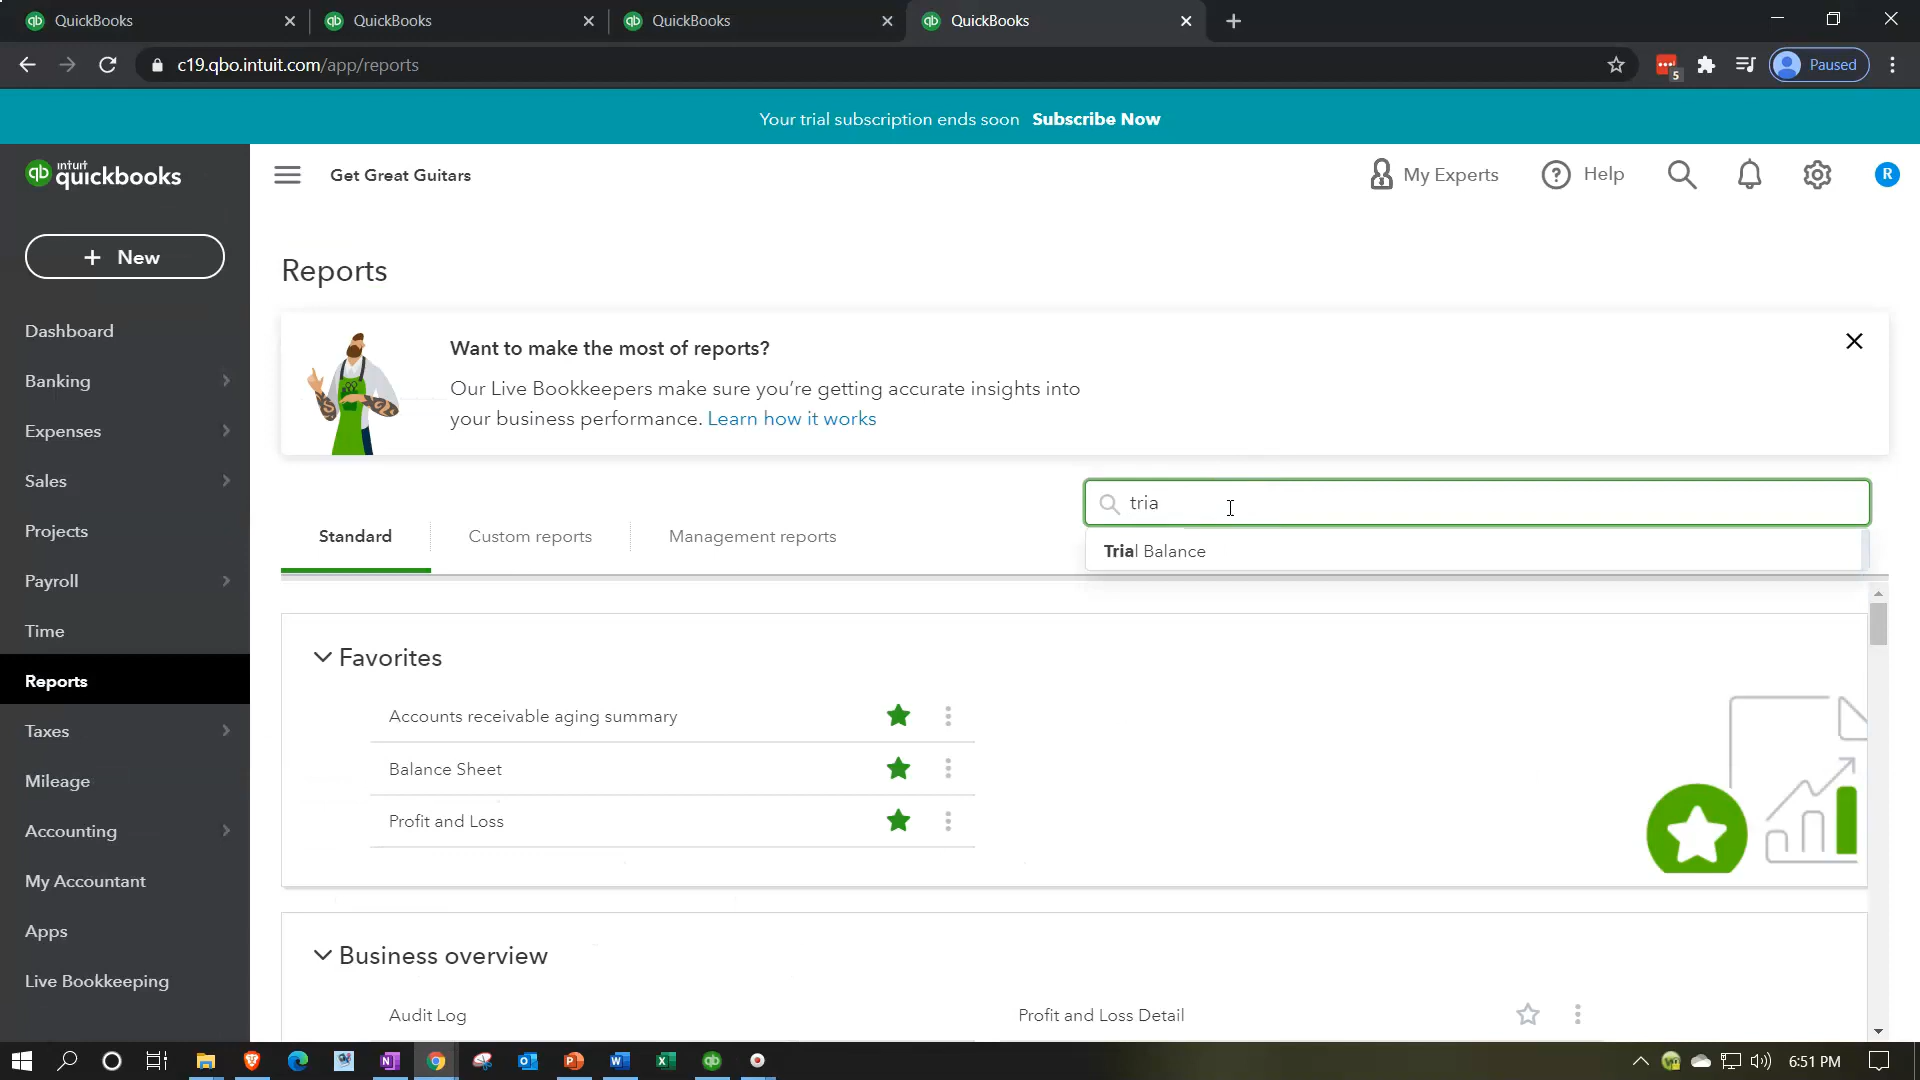 QuickBooks
QuickBooks
QuickBooks
QuickBooks
c19.qbo.intuit.com/app/reports
5
Paused
Your trial subscription ends soon Subscribe Now
qb intuit quickbooks
Get Great Guitars
My Experts
Help
R
+ New
Dashboard
Banking
Expenses
Sales
Projects
Payroll
Time
Reports
Taxes
Mileage
Accounting
My Accountant
Apps
Live Bookkeeping
Reports
Want to make the most of reports?
Our Live Bookkeepers make sure you're getting accurate insights into
your business performance. Learn how it works
tria
Trial Balance
Standard
Custom reports
Management reports
Favorites
Accounts receivable aging summary
Balance Sheet
Profit and Loss
Business overview
Audit Log
Profit and Loss Detail
6:51 PM